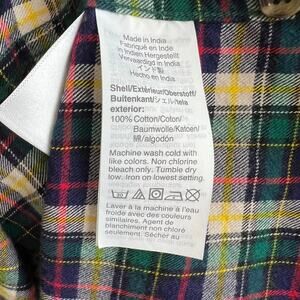 Made in India
Fabriqué en Inde
in Indien Hergestellt
Vervaardigd in India
インド製
Hecho en India
Shell/Extérieur/Oberstoff/
Buitenkant/シェル/tela
exterior:
100% Cotton/Coton/
Baumwolle/Katoen/
綿/algodón
Machine wash cold with
like colors. Non chlorine
bleach only. Tumble dry
low. Iron on lowest setting.
Laver à la machine à l'eau
froide avec des couleurs
similaires. Agent de
blanchiment non chloré
seulement. Sécher au